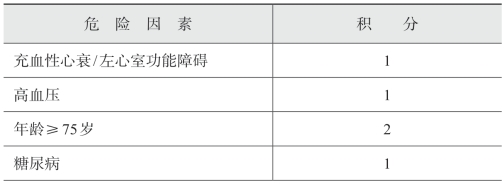 危 险 因 素 积 分
充血性心衰/左心室功能障碍 1
高血压 1
年龄≥75岁 2
糖尿病 1